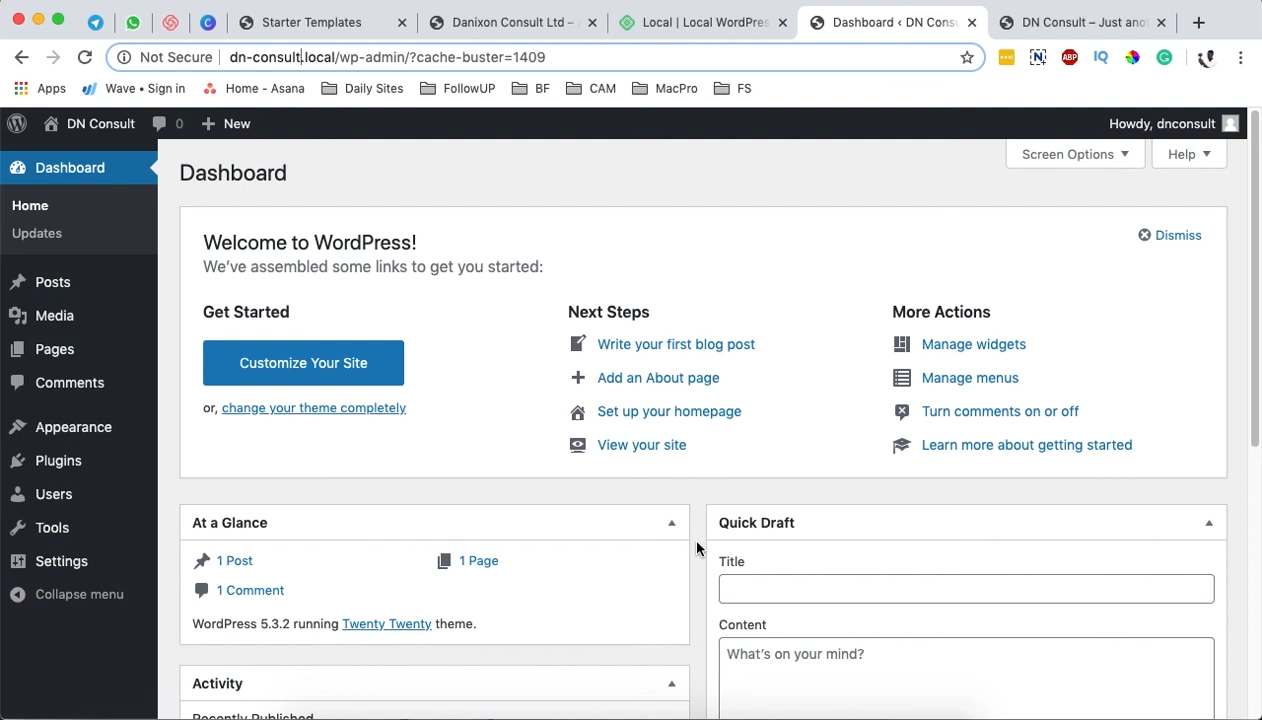 Starter Templates
Danixon Consult Ltd –
Local | Local WordPres
Dashboard ‹ DN Cons
DN Consult – Just ano
Not Secure
dn-consult.local/wp-admin/?cache-buster=1409
ABP
IQ
Apps
Wave • Sign in
Home - Asana
Daily Sites
FollowUP
BF
CAM
MacPro
FS
DN Consult
0
New
Howdy, dnconsult
Dashboard
Home
Updates
Posts
Media
Pages
Comments
Appearance
Plugins
Users
Tools
Settings
Collapse menu
Screen Options
Help
Dashboard
Welcome to WordPress!
We've assembled some links to get you started:
Dismiss
Get Started
Customize Your Site
or, change your theme completely
Next Steps
Write your first blog post
Add an About page
Set up your homepage
View your site
More Actions
Manage widgets
Manage menus
Turn comments on or off
Learn more about getting started
At a Glance
1 Post
1 Page
1 Comment
WordPress 5.3.2 running Twenty Twenty theme.
Activity
Recently Published
Quick Draft
Title
Content
What's on your mind?